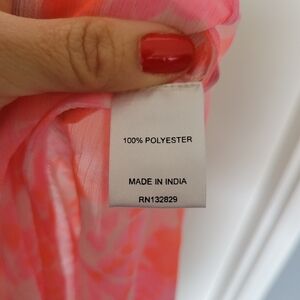 100% POLYESTER
MADE IN INDIA
RN132829